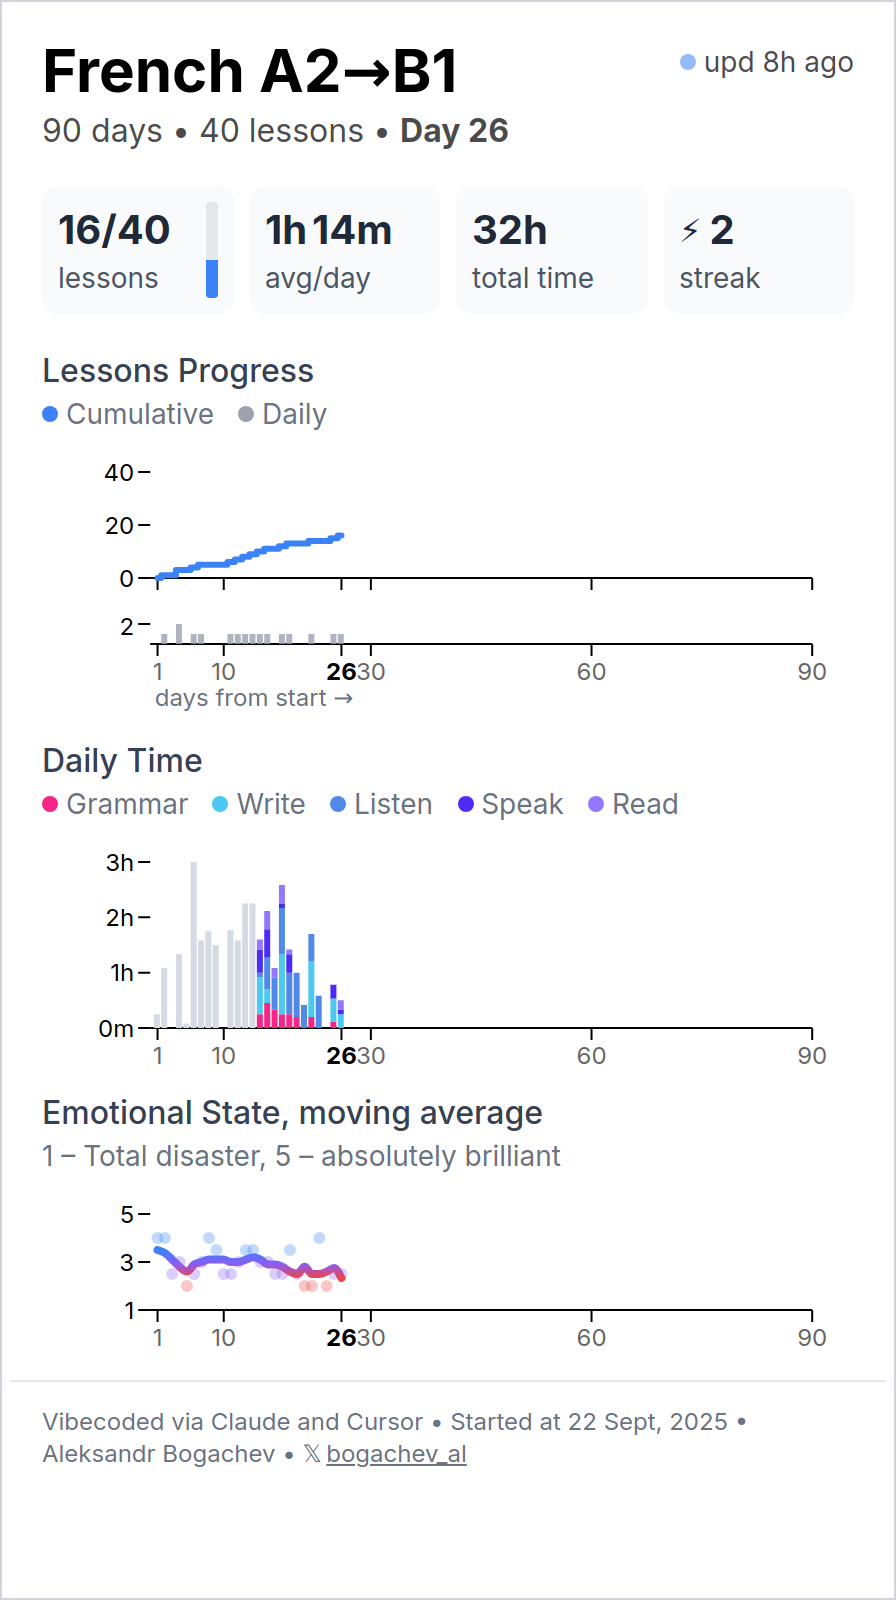 French A2→B1
upd 8h ago
90 days • 40 lessons • Day 26
16/40
lessons
1h 14m
avg/day
32h
total time
⚡ 2
streak
Lessons Progress
Cumulative Daily
40
20
0
2
1 10 26 30 60 90
days from start →
Daily Time
Grammar Write Listen Speak Read
3h
2h
1h
0m
1 10 26 30 60 90
Emotional State, moving average
1 – Total disaster, 5 – absolutely brilliant
5
3
1
1 10 26 30 60 90
Vibecoded via Claude and Cursor • Started at 22 Sept, 2025 •
Aleksandr Bogachev • 𝕏 bogachev_al